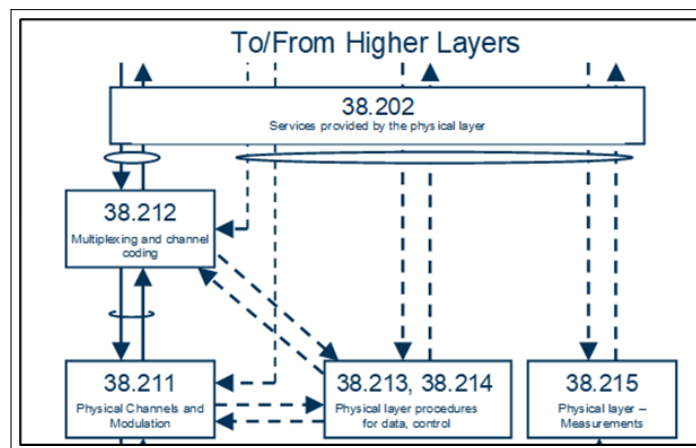 To/From Higher Layers
38.202
Services provided by the physical layer
38.212
Multiplexing and channel
coding
38.211
Physical Channels and
Modulation
38.213, 38.214
Physical layer procedures
for data, control
38.215
Physical layer –
Measurements